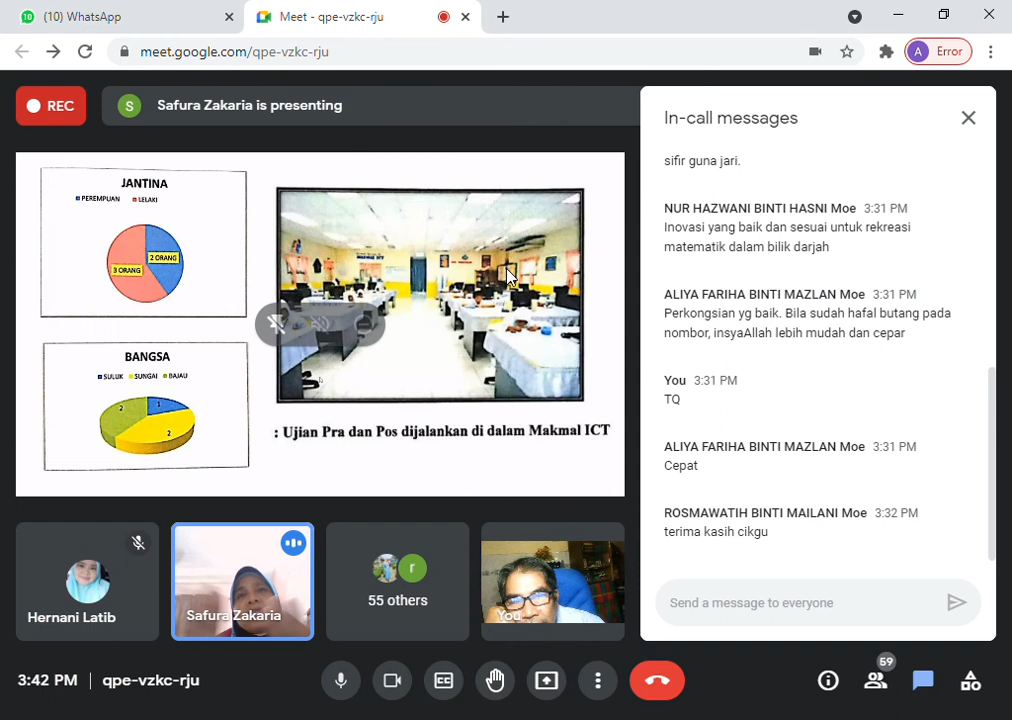 (10) WhatsApp
Meet - qpe-vzkc-rju
meet.google.com/qpe-vzkc-rju
A Error
REC
S Safura Zakaria is presenting
JANTINA
PEREMPUAN LELAKI
2 ORANG
3 ORANG
BANGSA
SULUK SUNGAI BAJAU
2
1
2
MAKMAL ICT
: Ujian Pra dan Pos dijalankan di dalam Makmal ICT
In-call messages
sifir guna jari.
NUR HAZWANI BINTI HASNI Moe 3:31 PM
Inovasi yang baik dan sesuai untuk rekreasi
matematik dalam bilik darjah
ALIYA FARIHA BINTI MAZLAN Moe 3:31 PM
Perkongsian yg baik. Bila sudah hafal butang pada
nombor, insyaAllah lebih mudah dan cepar
You 3:31 PM
TQ
ALIYA FARIHA BINTI MAZLAN Moe 3:31 PM
Cepat
ROSMAWATIH BINTI MAILANI Moe 3:32 PM
terima kasih cikgu
Send a message to everyone
Hernani Latib
Safura Zakaria
r
55 others
You
3:42 PM | qpe-vzkc-rju
59